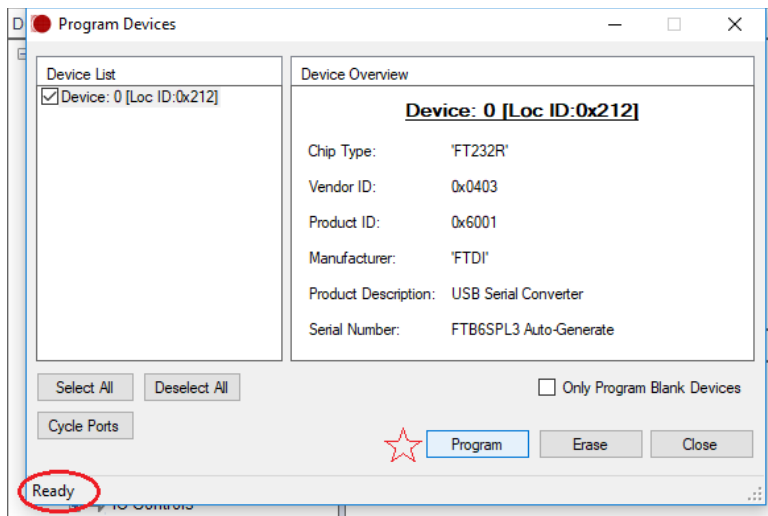 D
Program Devices
Device List
Device: 0 [Loc ID:0x212]
Device Overview
Device: 0 [Loc ID:0x212]
Chip Type: 'FT232R'
Vendor ID: 0x0403
Product ID: 0x6001
Manufacturer: 'FTDI'
Product Description: USB Serial Converter
Serial Number: FTB6SPL3 Auto-Generate
Select All Deselect All
Only Program Blank Devices
Cycle Ports
Program Erase Close
Ready
IO Controls